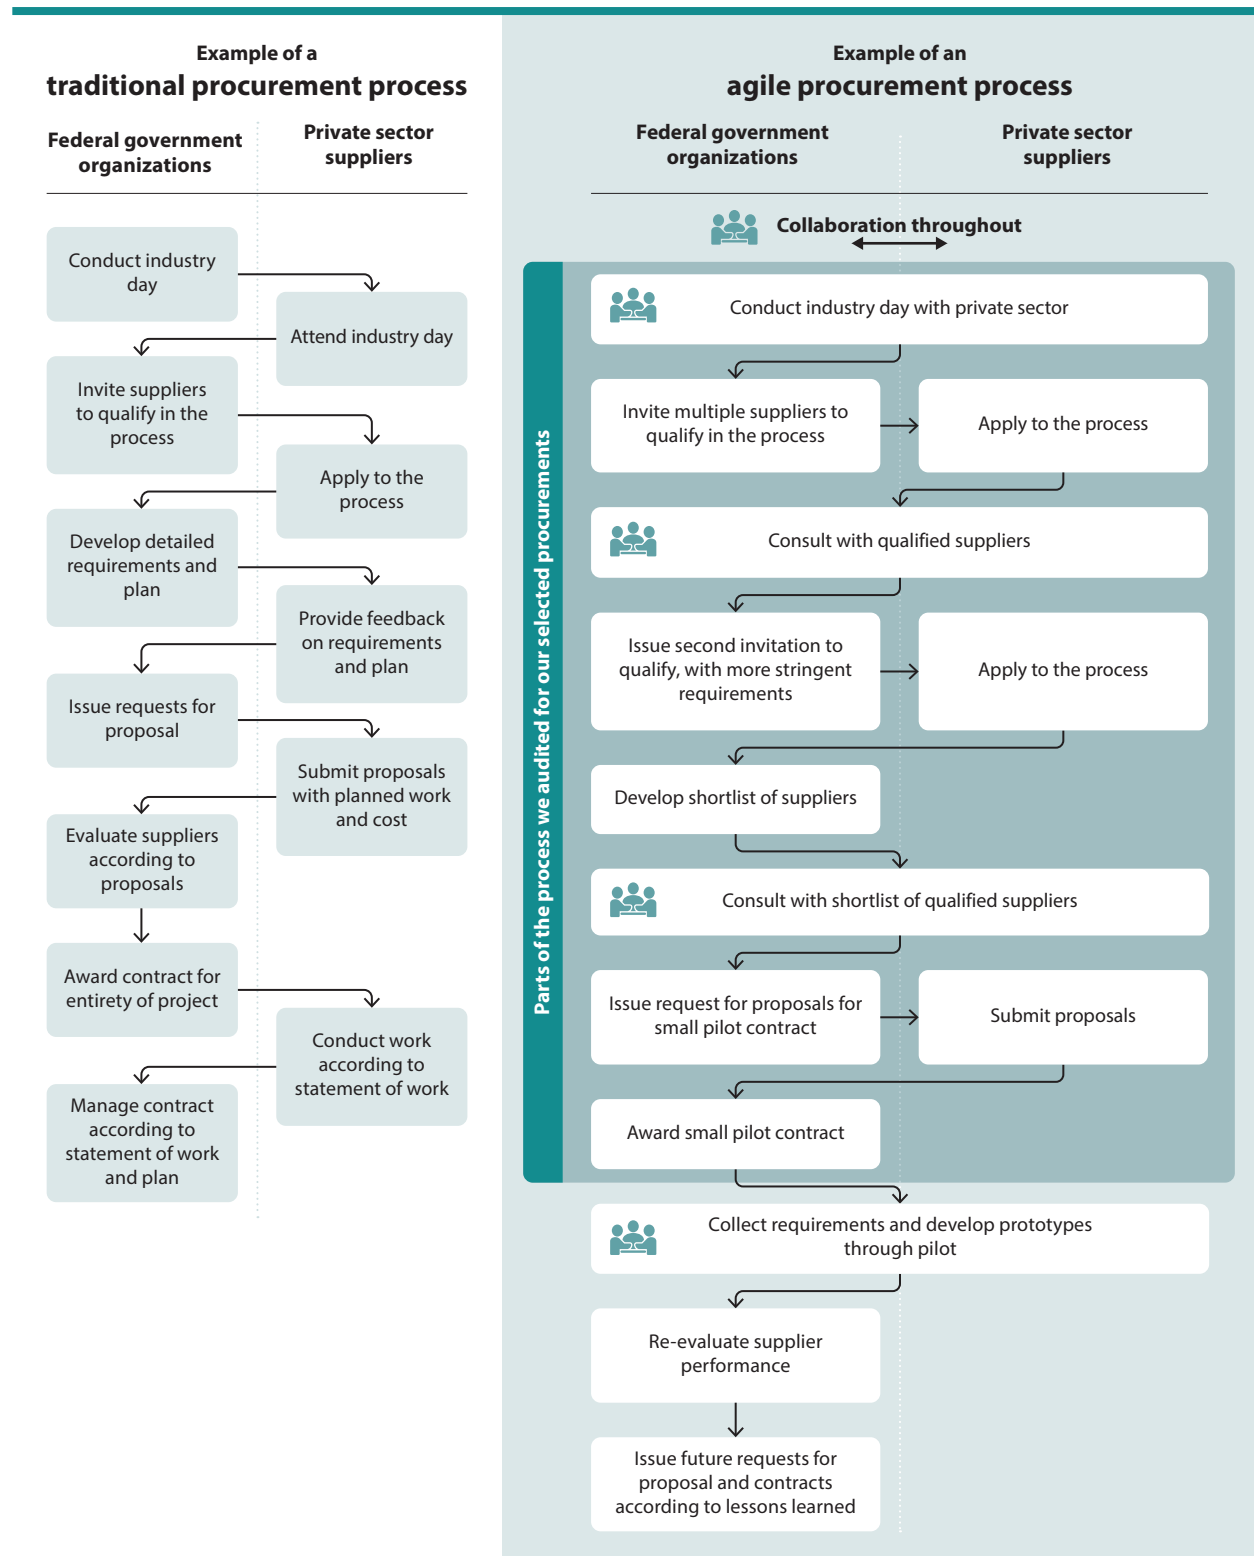 Example of a
traditional procurement process
Federal government
organizations
Private sector
suppliers
Conduct industry
day
Attend industry day
Invite suppliers
to qualify in the
process
Apply to the
process
Develop detailed
requirements and
plan
Provide feedback
on requirements
and plan
Issue requests for
proposal
Submit proposals
with planned work
and cost
Evaluate suppliers
according to
proposals
Award contract for
entirety of project
Conduct work
according to
statement of work
Manage contract
according to
statement of work
and plan
Example of an
agile procurement process
Federal government
organizations
Private sector
suppliers
Collaboration throughout
Parts of the process we audited for our selected procurements
Conduct industry day with private sector
Invite multiple suppliers to
qualify in the process
Apply to the process
Consult with qualified suppliers
Issue second invitation to
qualify, with more stringent
requirements
Apply to the process
Develop shortlist of suppliers
Consult with shortlist of qualified suppliers
Issue request for proposals for
small pilot contract
Submit proposals
Award small pilot contract
Collect requirements and develop prototypes
through pilot
Re-evaluate supplier
performance
Issue future requests for
proposal and contracts
according to lessons learned